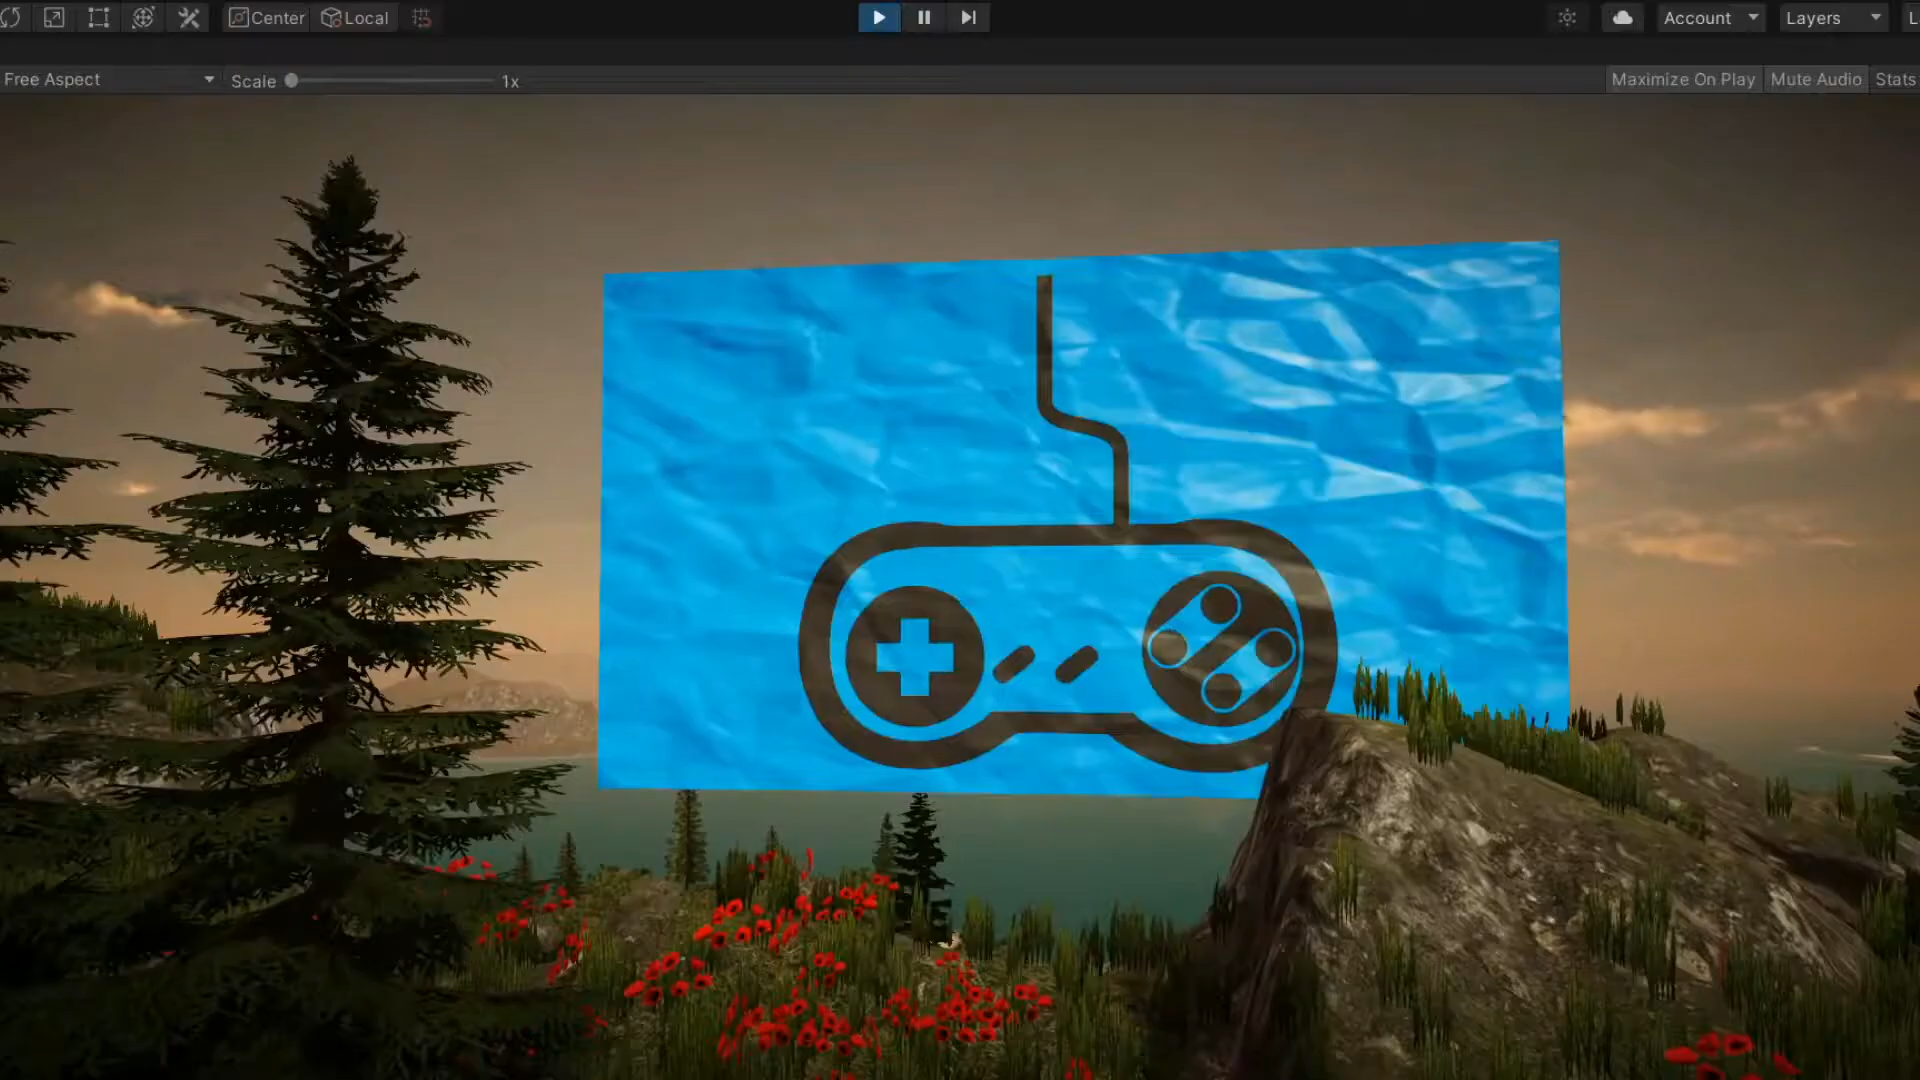 Center Local Account Layers L
Free Aspect Scale 1x Maximize On Play Mute Audio Stats